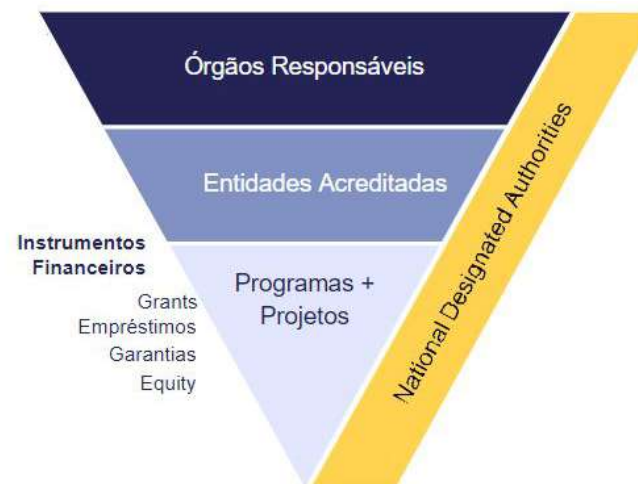 Órgãos Responsáveis
Entidades Acreditadas
Instrumentos
Financeiros
Grants
Empréstimos
Garantias
Equity
Programas +
Projetos
National Designated Authorities